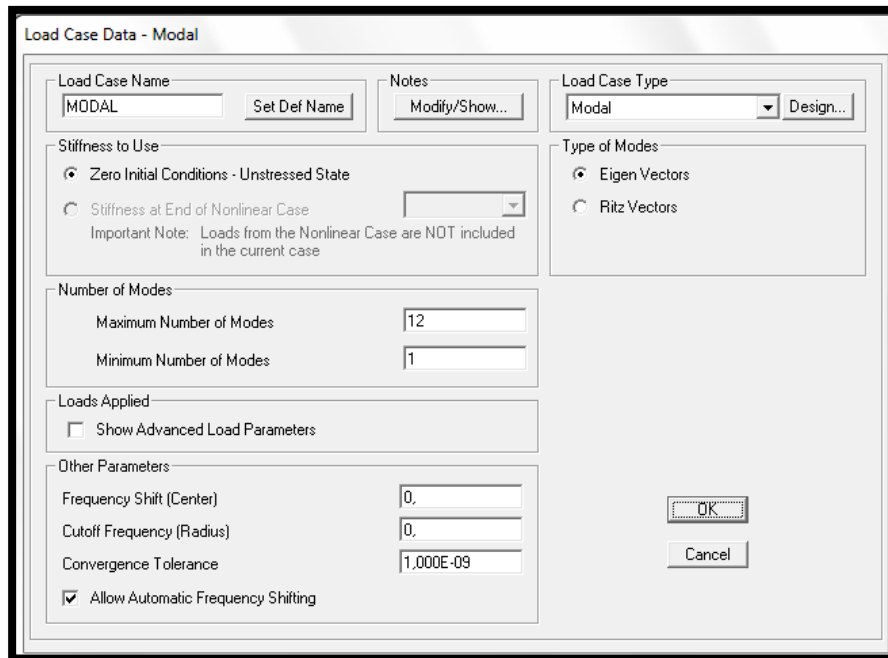 Load Case Data - Modal
Load Case Name
MODAL
Set Def Name
Notes
Modify/Show...
Load Case Type
Modal
Design...
Stiffness to Use
Zero Initial Conditions - Unstressed State
Stiffness at End of Nonlinear Case
Important Note: Loads from the Nonlinear Case are NOT included
in the current case
Type of Modes
Eigen Vectors
Ritz Vectors
Number of Modes
Maximum Number of Modes
12
Minimum Number of Modes
1
Loads Applied
Show Advanced Load Parameters
Other Parameters
Frequency Shift (Center)
0,
Cutoff Frequency (Radius)
0,
Convergence Tolerance
1,000E-09
Allow Automatic Frequency Shifting
OK
Cancel